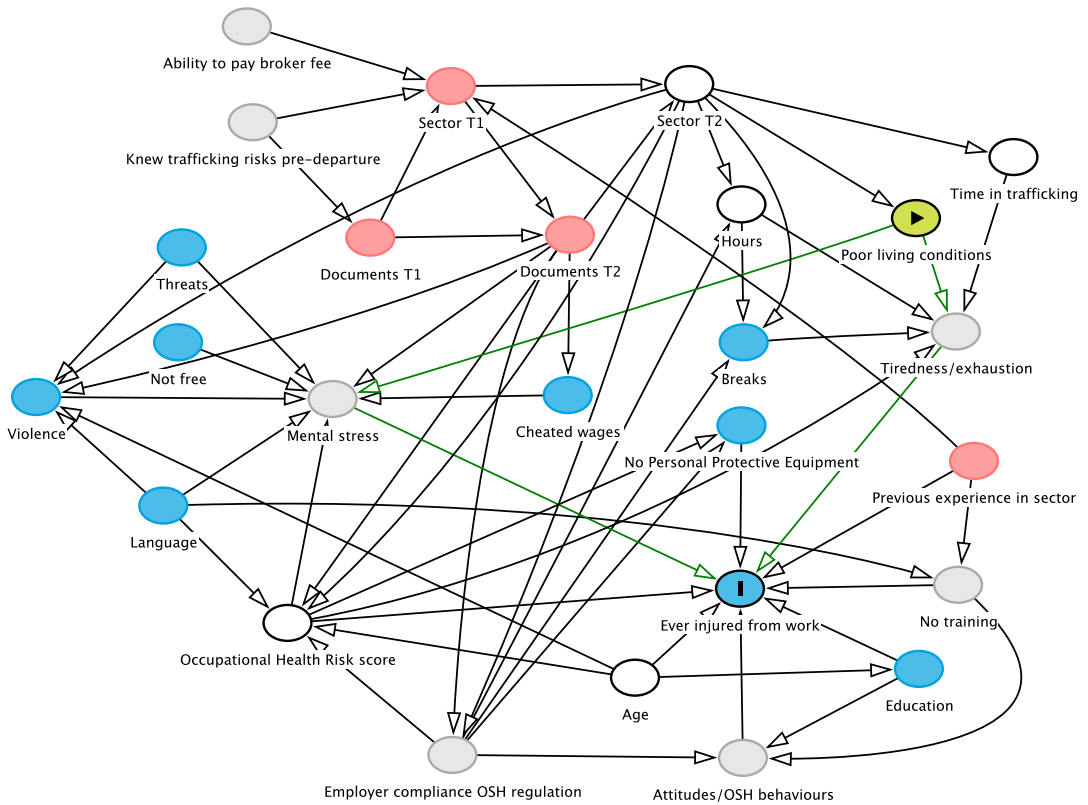 Ability to pay broker fee
Sector T1
Sector T2
Knew trafficking risks pre-departure
Time in trafficking
Hours
Poor living conditions
Documents T1
Documents T2
Threats
Not free
Breaks
Tiredness/exhaustion
Violence
Mental stress
Cheated wages
No Personal Protective Equipment
Previous experience in sector
Language
Ever injured from work
No training
Occupational Health Risk score
Age
Education
Employer compliance OSH regulation
Attitudes/OSH behaviours